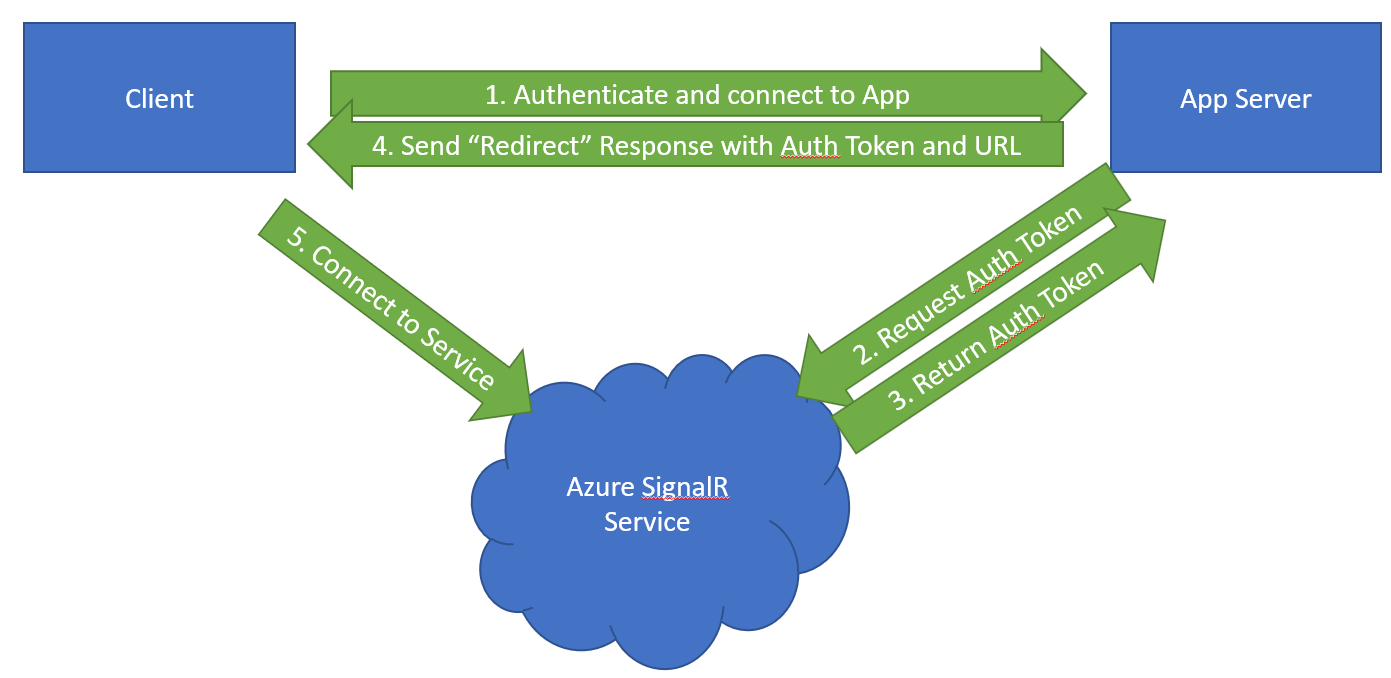 Client
1. Authenticate and connect to App
App Server
4. Send “Redirect” Response with Auth Token and URL
2. Request Auth Token
3. Return Auth Token
5. Connect to Service
Azure SignalR
Service